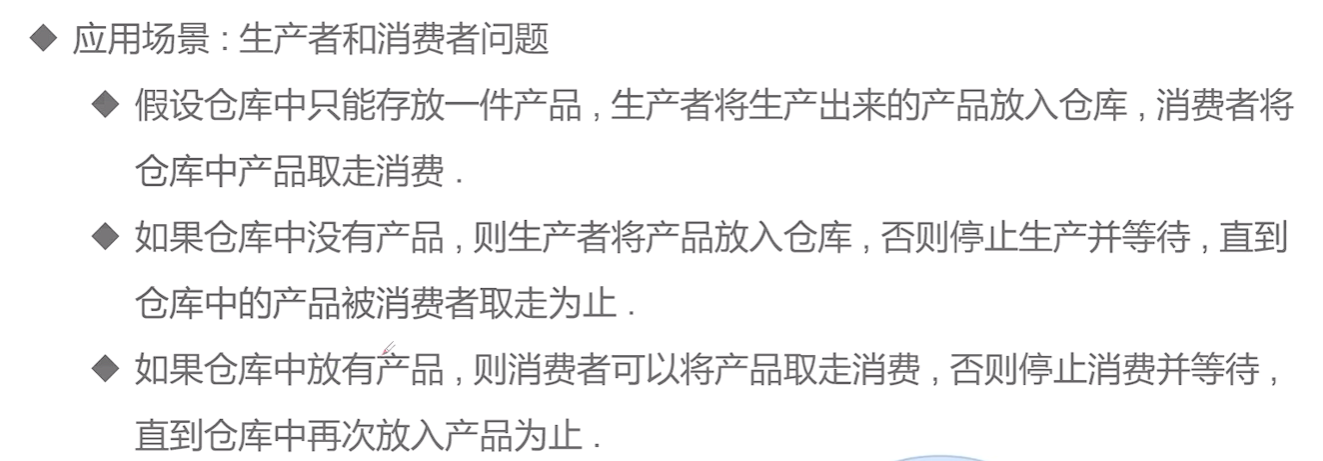 ◆ 应用场景 : 生产者和消费者问题
◆ 假设仓库中只能存放一件产品 , 生产者将生产出来的产品放入仓库 , 消费者将
仓库中产品取走消费 .
◆ 如果仓库中没有产品 , 则生产者将产品放入仓库 , 否则停止生产并等待 , 直到
仓库中的产品被消费者取走为止 .
◆ 如果仓库中放有产品 , 则消费者可以将产品取走消费 , 否则停止消费并等待 ,
直到仓库中再次放入产品为止 .